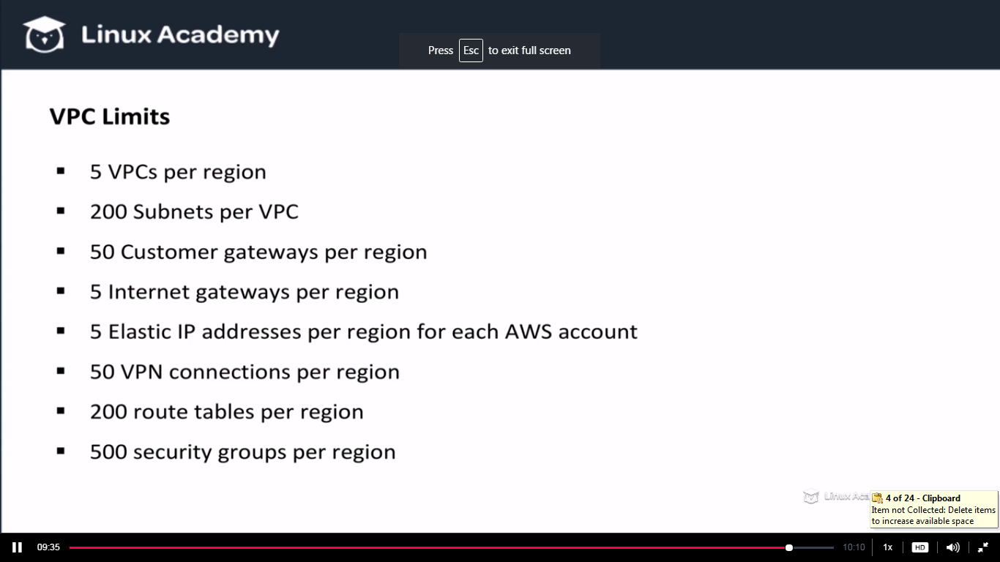 Linux Academy
Press Esc to exit full screen
VPC Limits
▪ 5 VPCs per region
▪ 200 Subnets per VPC
▪ 50 Customer gateways per region
▪ 5 Internet gateways per region
▪ 5 Elastic IP addresses per region for each AWS account
▪ 50 VPN connections per region
▪ 200 route tables per region
▪ 500 security groups per region
Linux Aca
4 of 24 - Clipboard
Item not Collected: Delete items
to increase available space
09:35 10:10 1x HD